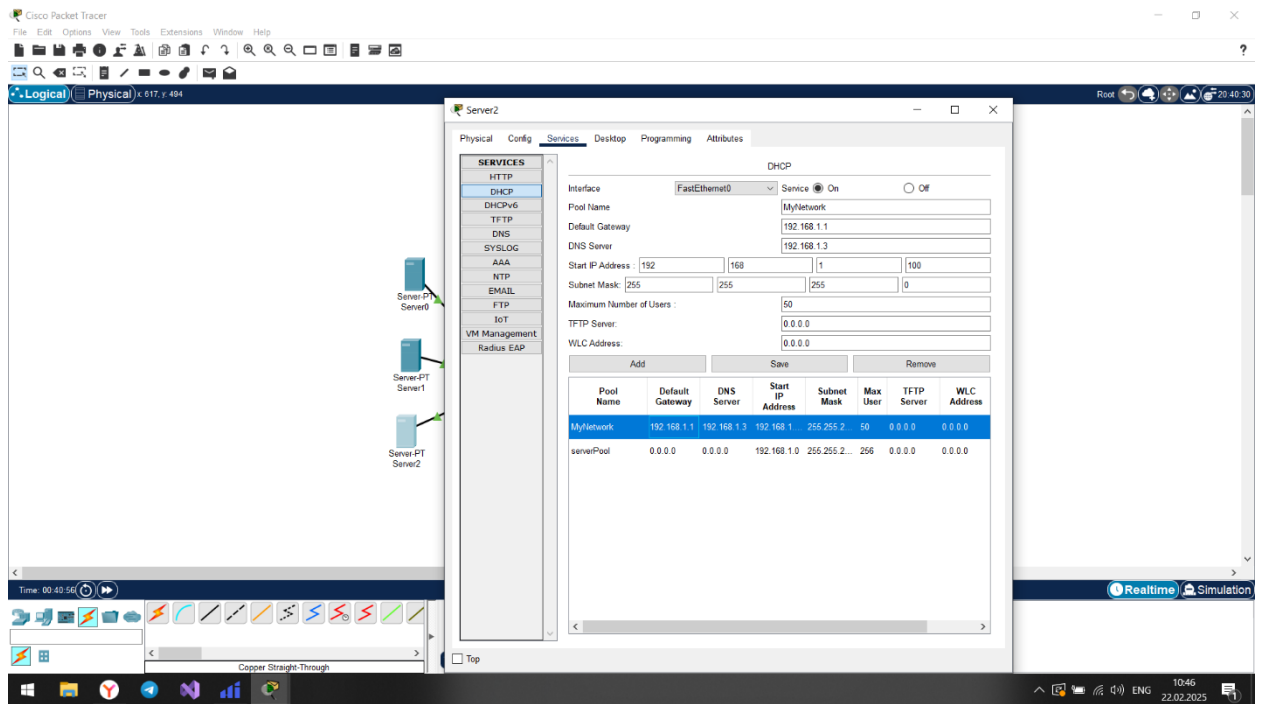 Cisco Packet Tracer
File Edit Options View Tools Extensions Window Help
?
Logical Physical x: 617, y: 494 Root 20:40:30
Server2
Physical Config Services Desktop Programming Attributes
SERVICES
HTTP
DHCP
DHCPv6
TFTP
DNS
SYSLOG
AAA
NTP
EMAIL
FTP
IoT
VM Management
Radius EAP
DHCP
Interface FastEthernet0 Service On Off
Pool Name MyNetwork
Default Gateway 192.168.1.1
DNS Server 192.168.1.3
Start IP Address : 192 168 1 100
Subnet Mask: 255 255 255 0
Maximum Number of Users : 50
TFTP Server: 0.0.0.0
WLC Address: 0.0.0.0
Add Save Remove
Pool Name Default Gateway DNS Server Start IP Address Subnet Mask Max User TFTP Server WLC Address
MyNetwork 192.168.1.1 192.168.1.3 192.168.1.... 255.255.2... 50 0.0.0.0 0.0.0.0
serverPool 0.0.0.0 0.0.0.0 192.168.1.0 255.255.2... 256 0.0.0.0 0.0.0.0
Top
Server-PT
Server0
Server-PT
Server1
Server-PT
Server2
Time: 00:40:56 Realtime Simulation
Copper Straight-Through
ENG 10:46
22.02.2025